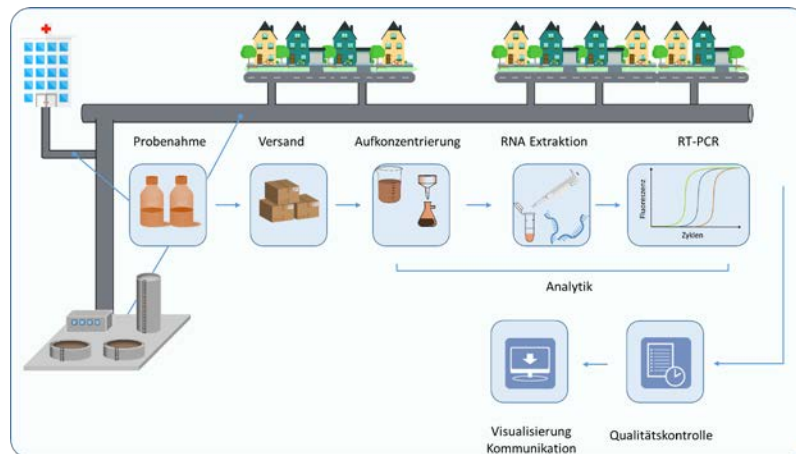 Probenahme
Versand
Aufkonzentrierung
RNA Extraktion
RT-PCR
Fluoreszenz
Zyklen
Analytik
Visualisierung
Kommunikation
Qualitätskontrolle